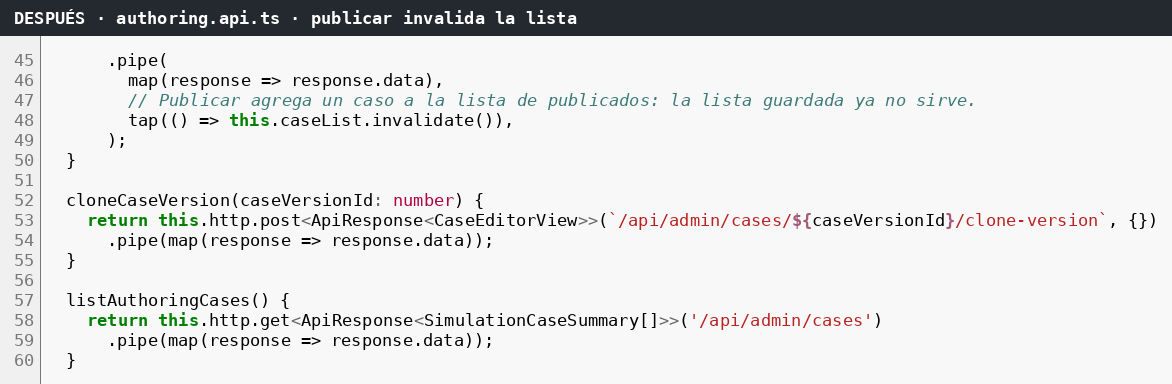 DESPUÉS · authoring.api.ts · publicar invalida la lista
45      .pipe(
46        map(response => response.data),
47        // Publicar agrega un caso a la lista de publicados: la lista guardada ya no sirve.
48        tap(() => this.caseList.invalidate()),
49      );
50  }
51
52  cloneCaseVersion(caseVersionId: number) {
53    return this.http.post<ApiResponse<CaseEditorView>>(`/api/admin/cases/${caseVersionId}/clone-version`, {})
54      .pipe(map(response => response.data));
55  }
56
57  listAuthoringCases() {
58    return this.http.get<ApiResponse<SimulationCaseSummary[]>>('/api/admin/cases')
59      .pipe(map(response => response.data));
60  }